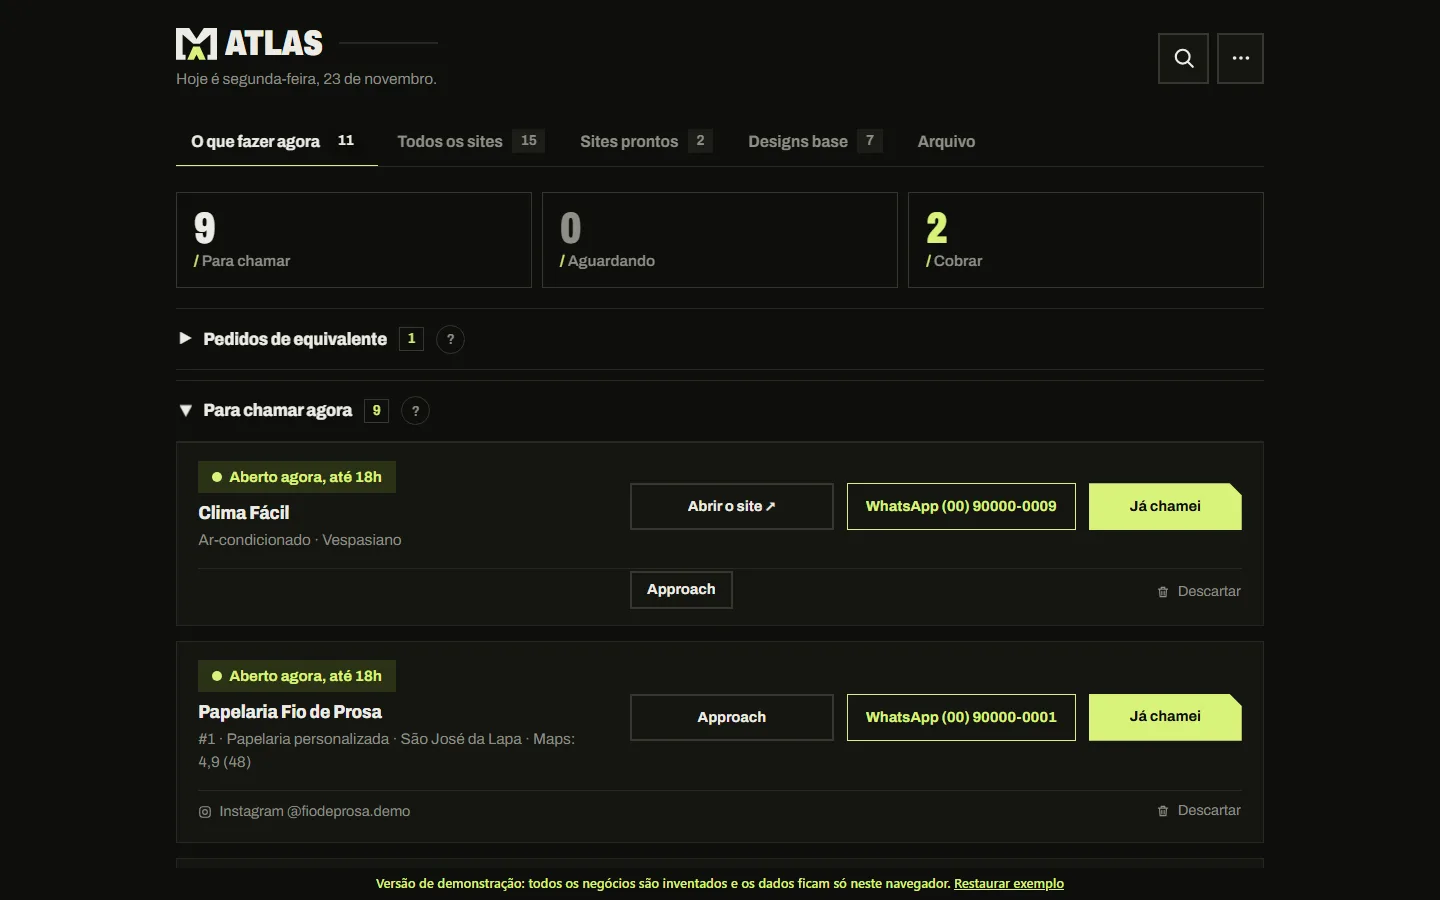 ATLAS
Hoje é segunda-feira, 23 de novembro.
O que fazer agora 11 Todos os sites 15 Sites prontos 2 Designs base 7 Arquivo
9
/ Para chamar
0
/ Aguardando
2
/ Cobrar
Pedidos de equivalente 1 ?
Para chamar agora 9 ?
Aberto agora, até 18h
Clima Fácil
Ar-condicionado · Vespasiano
Abrir o site ↗ WhatsApp (00) 90000-0009 Já chamei
Approach Descartar
Aberto agora, até 18h
Papelaria Fio de Prosa
#1 · Papelaria personalizada · São José da Lapa · Maps:
4,9 (48)
Approach WhatsApp (00) 90000-0001 Já chamei
Instagram @fiodeprosa.demo Descartar
Versão de demonstração: todos os negócios são inventados e os dados ficam só neste navegador. Restaurar exemplo